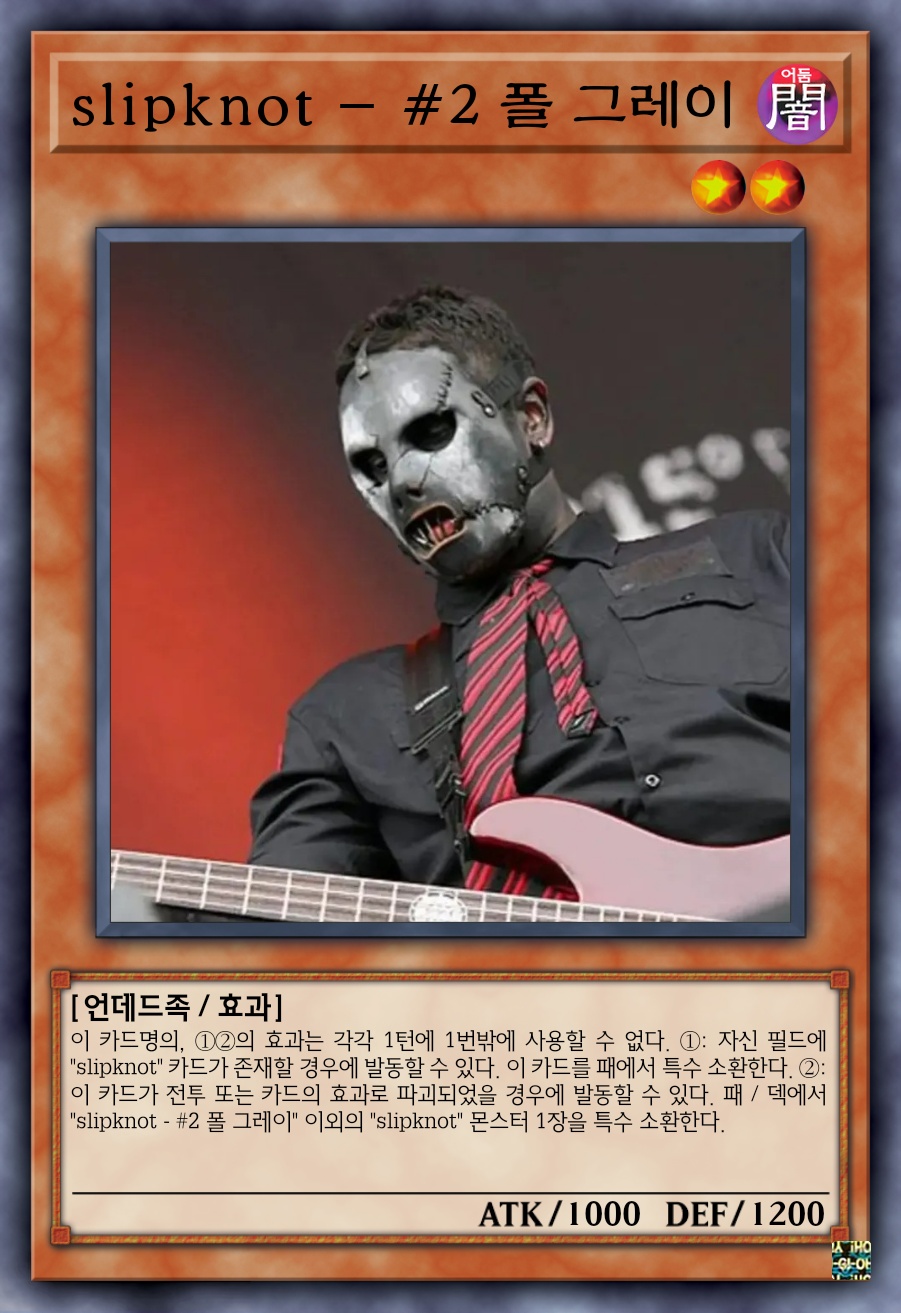 slipknot – #2 폴 그레이
어둠
闇
15°
[언데드족 / 효과]
이 카드명의, ①②의 효과는 각각 1턴에 1번밖에 사용할 수 없다. ①: 자신 필드에
"slipknot" 카드가 존재할 경우에 발동할 수 있다. 이 카드를 패에서 특수 소환한다. ②:
이 카드가 전투 또는 카드의 효과로 파괴되었을 경우에 발동할 수 있다. 패 / 덱에서
"slipknot - #2 폴 그레이" 이외의 "slipknot" 몬스터 1장을 특수 소환한다.
ATK/1000 DEF/1200